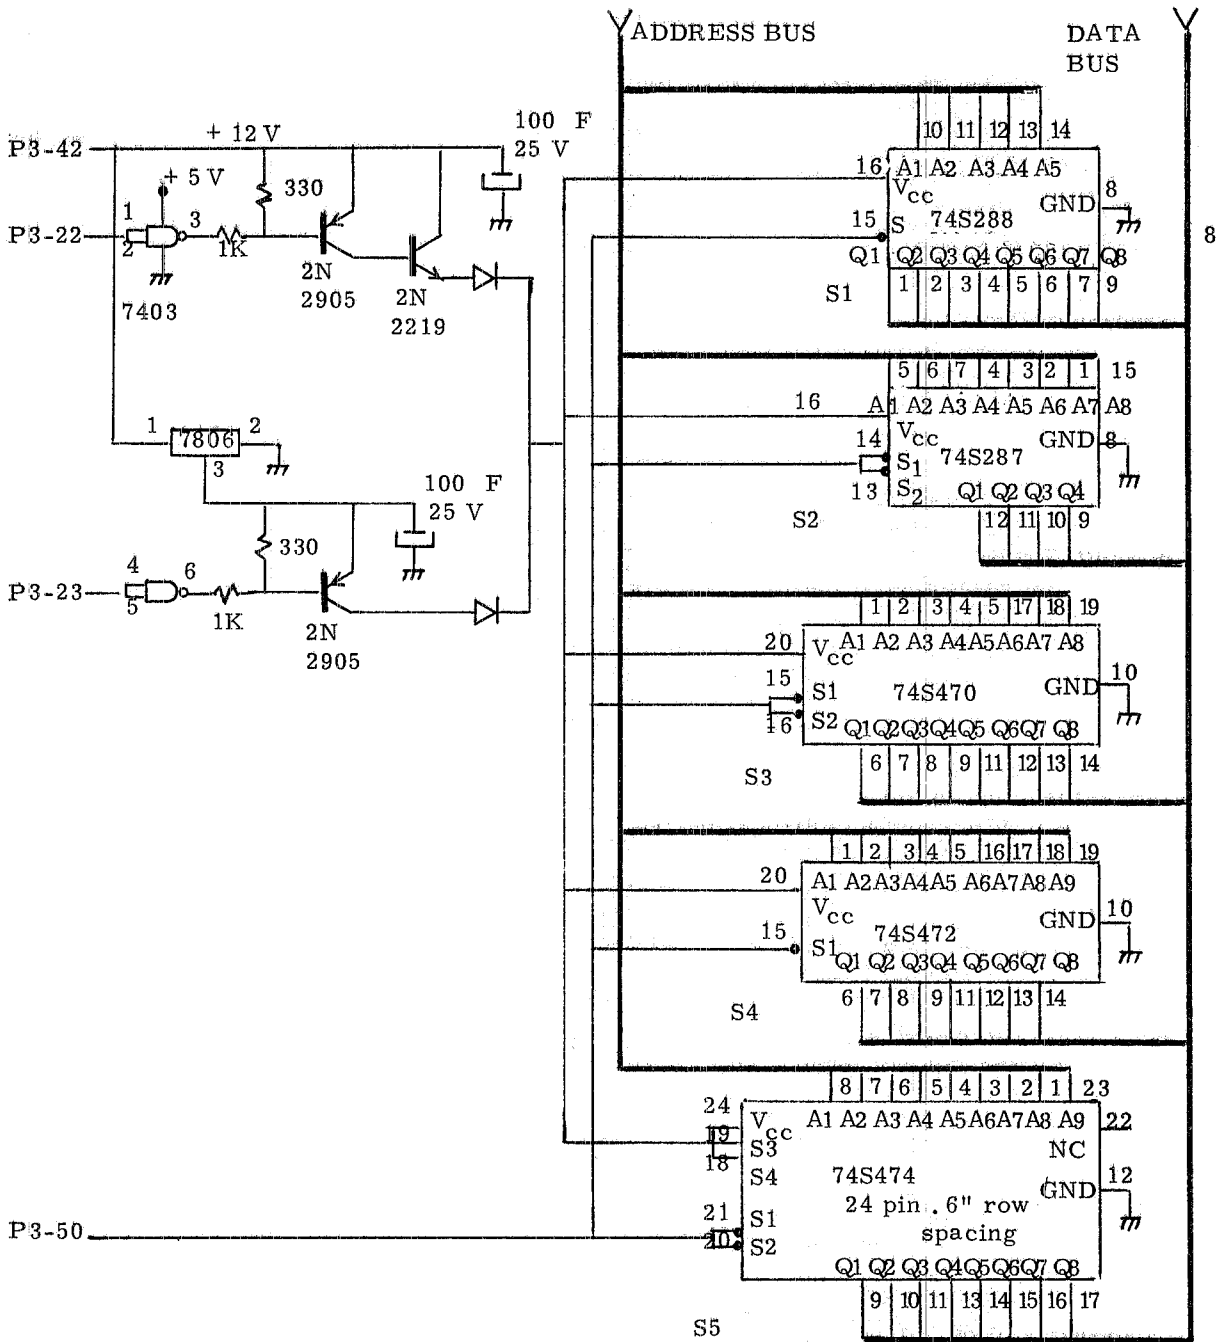 ADDRESS BUS
DATA
BUS
100 F
25 V
+ 12 V
P3-42
+ 5 V
330
1
2
3
P3-22
1K
7403
2N
2905
2N
2219
1
7806
2
3
100 F
25 V
330
4
5
6
P3-23
1K
2N
2905
10 11 12 13 14
16 A1 A2 A3 A4 A5
Vcc
GND 8
15 S 74S288
8
Q1 Q2 Q3 Q4 Q5 Q6 Q7 Q8
S1 1 2 3 4 5 6 7 9
5 6 7 4 3 2 1 15
16 A1 A2 A3 A4 A5 A6 A7 A8
Vcc
GND 8
14 S1 74S287
13 S2 Q1 Q2 Q3 Q4
S2 12 11 10 9
1 2 3 4 5 17 18 19
20 Vcc A1 A2 A3 A4 A5 A6 A7 A8
15 S1 74S470 GND 10
16 S2 Q1 Q2 Q3 Q4 Q5 Q6 Q7 Q8
S3 6 7 8 9 11 12 13 14
1 2 3 4 5 16 17 18 19
20 A1 A2 A3 A4 A5 A6 A7 A8 A9
Vcc
GND 10
15 S1 74S472
Q1 Q2 Q3 Q4 Q5 Q6 Q7 Q8
S4 6 7 8 9 11 12 13 14
8 7 6 5 4 3 2 1 23
24 Vcc A1 A2 A3 A4 A5 A6 A7 A8 A9 22
19 S3 NC
18 S4 74S474 GND 12
24 pin .6" row
spacing
21 S1
20 S2
P3-50
Q1 Q2 Q3 Q4 Q5 Q6 Q7 Q8
9 10 11 13 14 15 16 17
S5